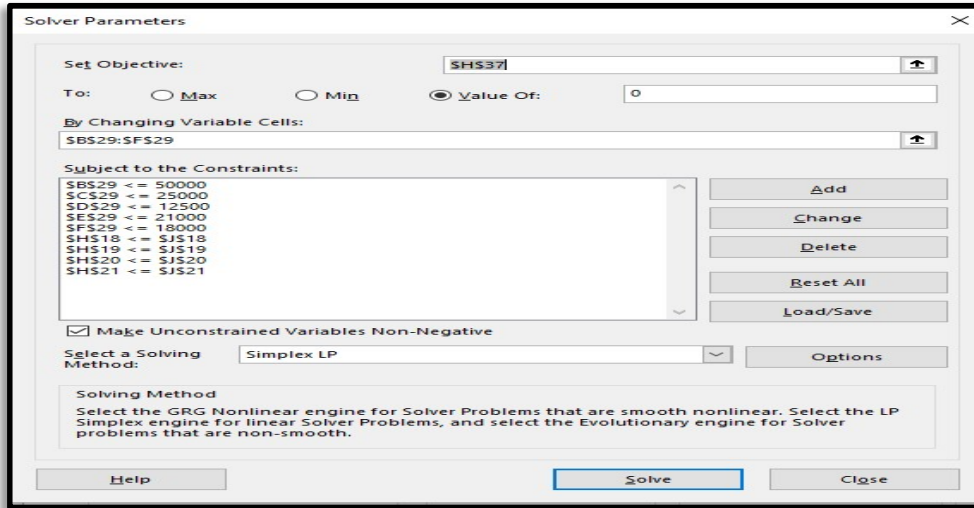 Solver Parameters
Set Objective: $H$37
To: Max Min Value Of: 0
By Changing Variable Cells:
$B$29:$F$29
Subject to the Constraints:
$B$29 <= 50000
$C$29 <= 25000
$D$29 <= 12500
$E$29 <= 21000
$F$29 <= 18000
$H$18 <= $J$18
$H$19 <= $J$19
$H$20 <= $J$20
$H$21 <= $J$21
Add
Change
Delete
Reset All
Load/Save
Make Unconstrained Variables Non-Negative
Select a Solving
Method:
Simplex LP
Options
Solving Method
Select the GRG Nonlinear engine for Solver Problems that are smooth nonlinear. Select the LP
Simplex engine for linear Solver Problems, and select the Evolutionary engine for Solver
problems that are non-smooth.
Help Solve Close